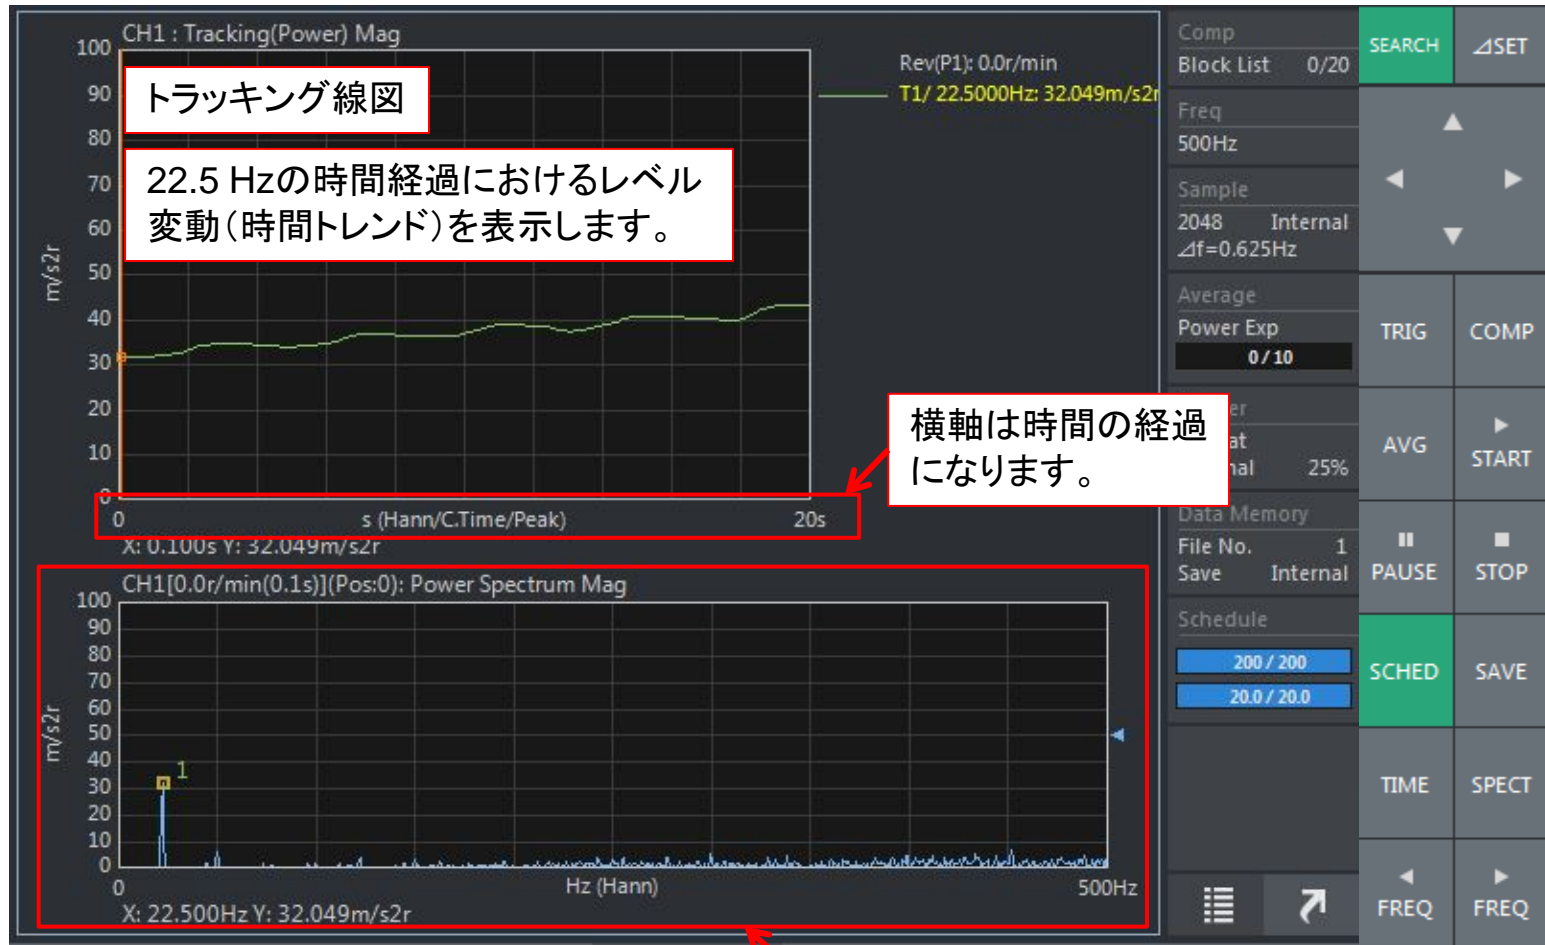 CH1 : Tracking(Power) Mag
100
90
80
70
60
50
40
30
20
10
0
m/s2r
トラッキング線図
22.5 Hzの時間経過におけるレベル
変動（時間トレンド）を表示します。
Rev(P1): 0.0r/min
T1/ 22.5000Hz: 32.049m/s2r
横軸は時間の経過
になります。
0 s (Hann/C.Time/Peak) 20s
X: 0.100s Y: 32.049m/s2r
CH1[0.0r/min(0.1s)](Pos:0): Power Spectrum Mag
100
90
80
70
60
50
40
30
20
10
0
m/s2r
1
0 Hz (Hann) 500Hz
X: 22.500Hz Y: 32.049m/s2r
Comp
Block List 0/20
Freq
500Hz
Sample
2048 Internal
⊿f=0.625Hz
Average
Power Exp
0 / 10
25%
Data Memory
File No. 1
Save Internal
Schedule
200 / 200
20.0 / 20.0
SEARCH ⊿SET
TRIG COMP
AVG START
PAUSE STOP
SCHED SAVE
TIME SPECT
FREQ FREQ